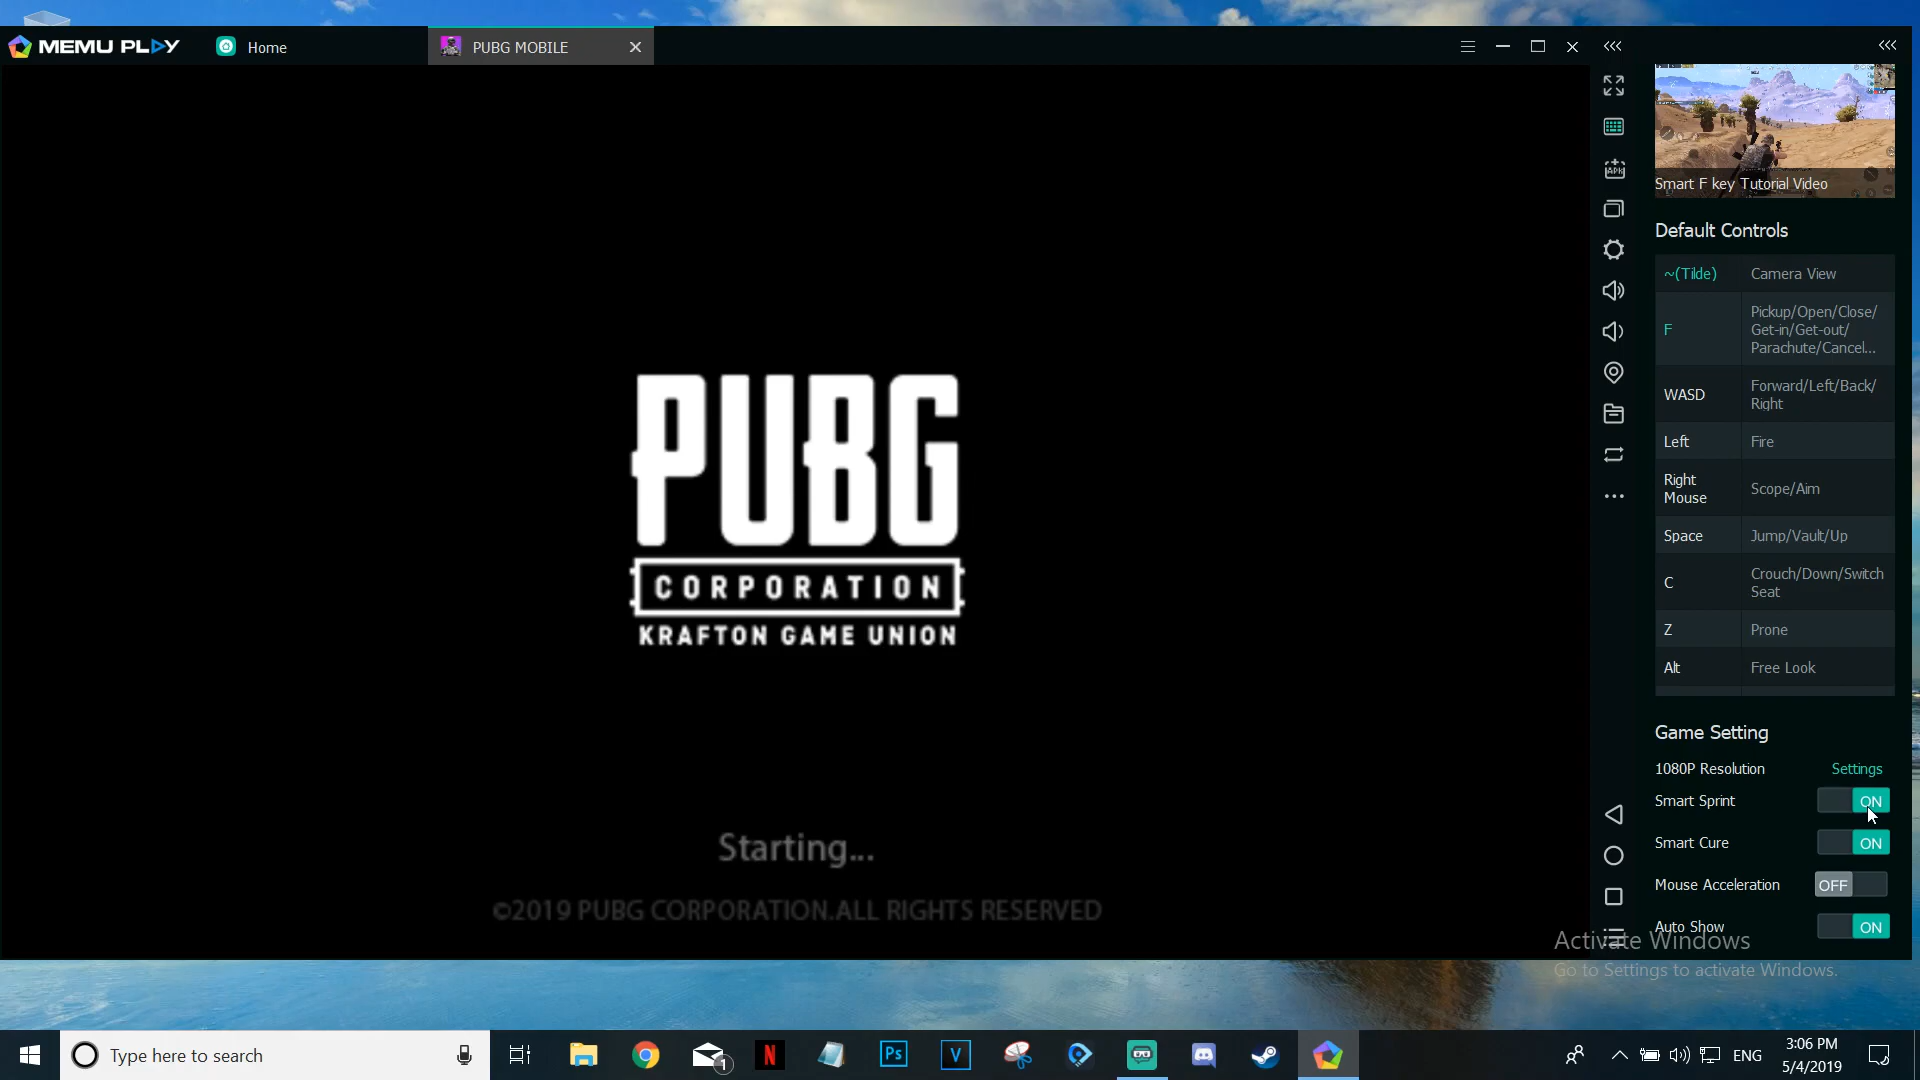 MEMU PLAY
Home
PUBG MOBILE
PUBG
CORPORATION
KRAFTON GAME UNION
Starting...
©2019 PUBG CORPORATION.ALL RIGHTS RESERVED
APK
Smart F key Tutorial Video
Default Controls
~(Tilde) Camera View
F Pickup/Open/Close/
Get-in/Get-out/
Parachute/Cancel...
WASD Forward/Left/Back/
Right
Left Fire
Right
Mouse Scope/Aim
Space Jump/Vault/Up
C Crouch/Down/Switch
Seat
Z Prone
Alt Free Look
Game Setting
1080P Resolution Settings
Smart Sprint ON
Smart Cure ON
Mouse Acceleration OFF
Auto Show ON
Activate Windows
Go to Settings to activate Windows.
Type here to search
1
N
Ps
V
ENG
3:06 PM
5/4/2019